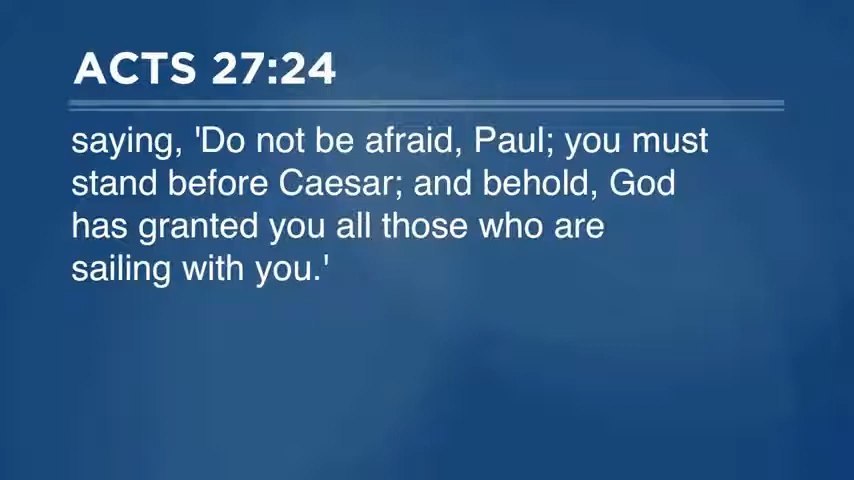 ACTS 27:24
saying, 'Do not be afraid, Paul; you must
stand before Caesar; and behold, God
has granted you all those who are
sailing with you.'